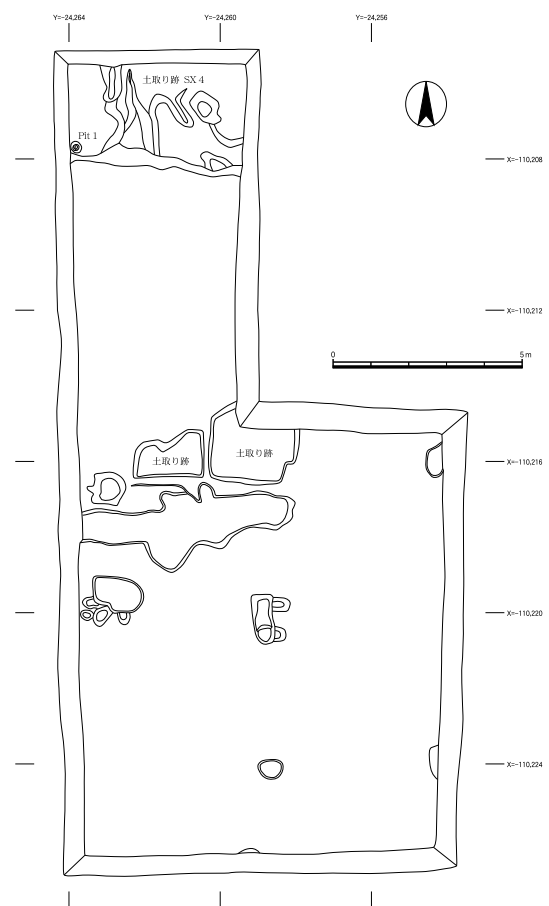 Y=-24,264
Y=-24,260
Y=-24,256
土取り跡 SX 4
Pit 1
X=-110,208
X=-110,212
0
5 m
土取り跡
土取り跡
X=-110,216
X=-110,220
X=-110,224